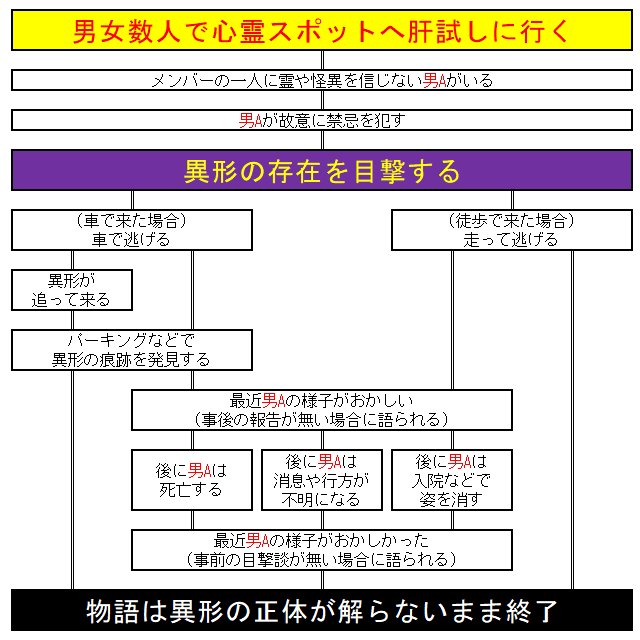 男女数人で心霊スポットへ肝試しに行く
メンバーの一人に霊や怪異を信じない男Aがいる
男Aが故意に禁忌を犯す
異形の存在を目撃する
（車で来た場合）
車で逃げる
（徒歩で来た場合）
走って逃げる
異形が
追って来る
パーキングなどで
異形の痕跡を発見する
最近男Aの様子がおかしい
（事後の報告が無い場合に語られる）
後に男Aは
死亡する
後に男Aは
消息や行方が
不明になる
後に男Aは
入院などで
姿を消す
最近男Aの様子がおかしかった
（事前の目撃談が無い場合に語られる）
物語は異形の正体が解らないまま終了